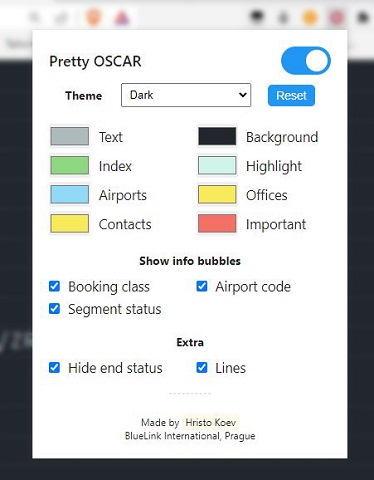 Pretty OSCAR
Theme Dark Reset
Text Background
Index Highlight
Airports Offices
Contacts Important
Show info bubbles
Booking class Airport code
Segment status
Extra
Hide end status Lines
Made by Hristo Koev
BlueLink International, Prague